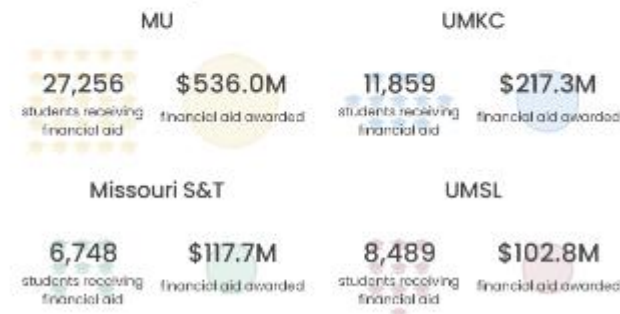 MU
27,256
students receiving
financial aid
$536.0M
financial aid awarded
UMKC
11,859
students receiving
financial aid
$217.3M
financial aid awarded
Missouri S&T
6,748
students receiving
financial aid
$117.7M
financial aid awarded
UMSL
8,489
students receiving
financial aid
$102.8M
financial aid awarded